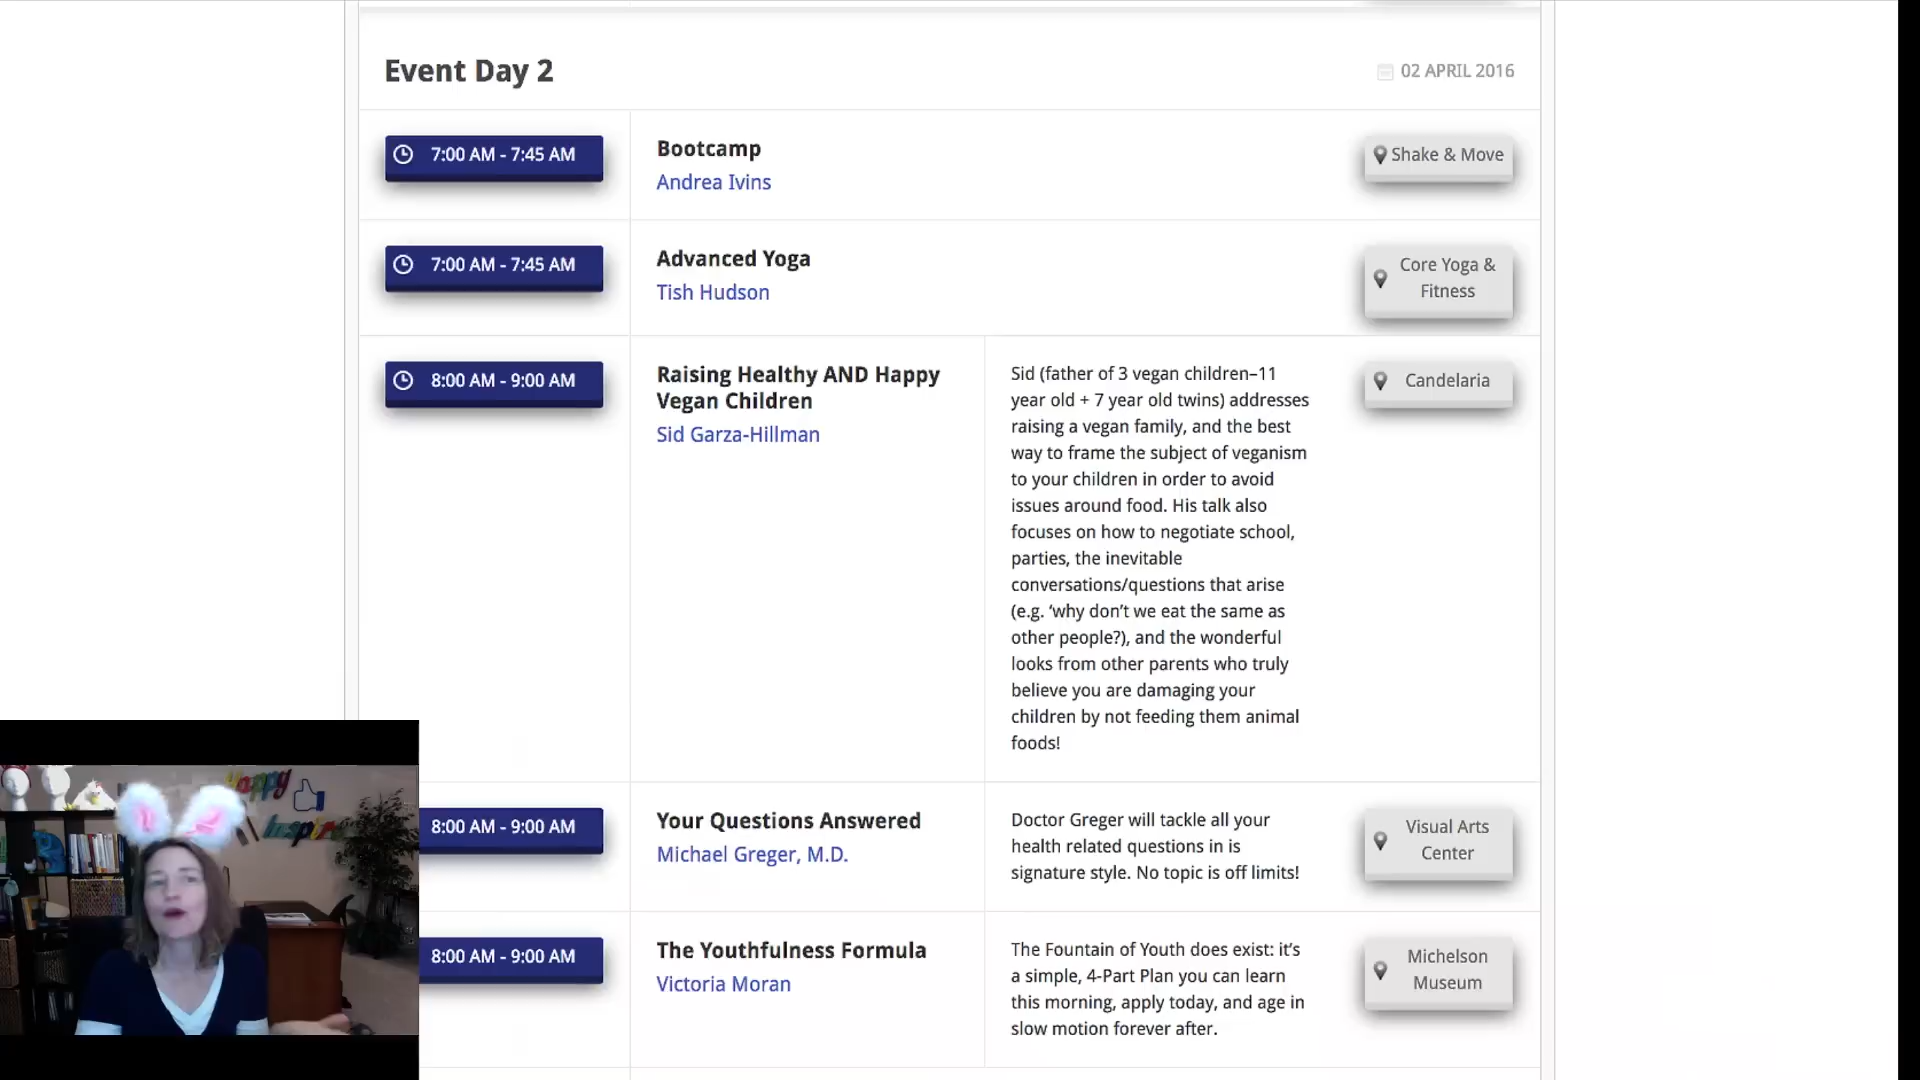 Event Day 2
02 APRIL 2016
7:00 AM - 7:45 AM
Bootcamp
Andrea Ivins
Shake & Move
7:00 AM - 7:45 AM
Advanced Yoga
Tish Hudson
Core Yoga &
Fitness
8:00 AM - 9:00 AM
Raising Healthy AND Happy
Vegan Children
Sid Garza-Hillman
Sid (father of 3 vegan children–11
year old + 7 year old twins) addresses
raising a vegan family, and the best
way to frame the subject of veganism
to your children in order to avoid
issues around food. His talk also
focuses on how to negotiate school,
parties, the inevitable
conversations/questions that arise
(e.g. ‘why don’t we eat the same as
other people?), and the wonderful
looks from other parents who truly
believe you are damaging your
children by not feeding them animal
foods!
Candelaria
8:00 AM - 9:00 AM
Your Questions Answered
Michael Greger, M.D.
Doctor Greger will tackle all your
health related questions in is
signature style. No topic is off limits!
Visual Arts
Center
8:00 AM - 9:00 AM
The Youthfulness Formula
Victoria Moran
The Fountain of Youth does exist: it’s
a simple, 4-Part Plan you can learn
this morning, apply today, and age in
slow motion forever after.
Michelson
Museum
Happy